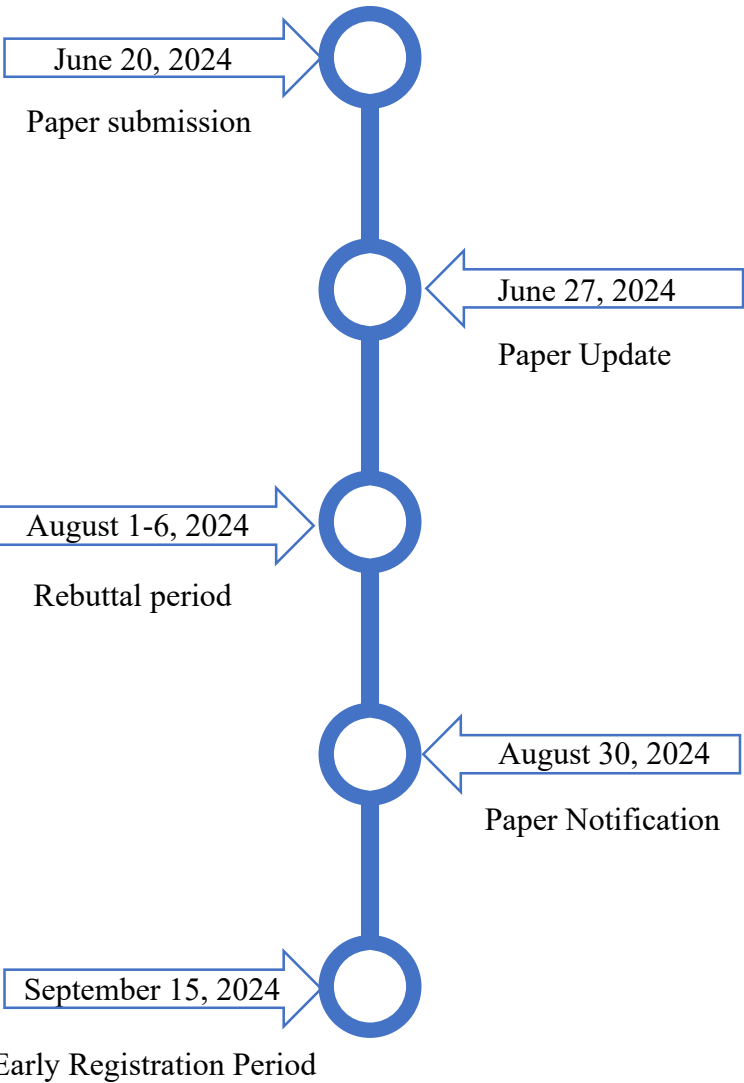 June 20, 2024
Paper submission
June 27, 2024
Paper Update
August 1-6, 2024
Rebuttal period
August 30, 2024
Paper Notification
September 15, 2024
Early Registration Period